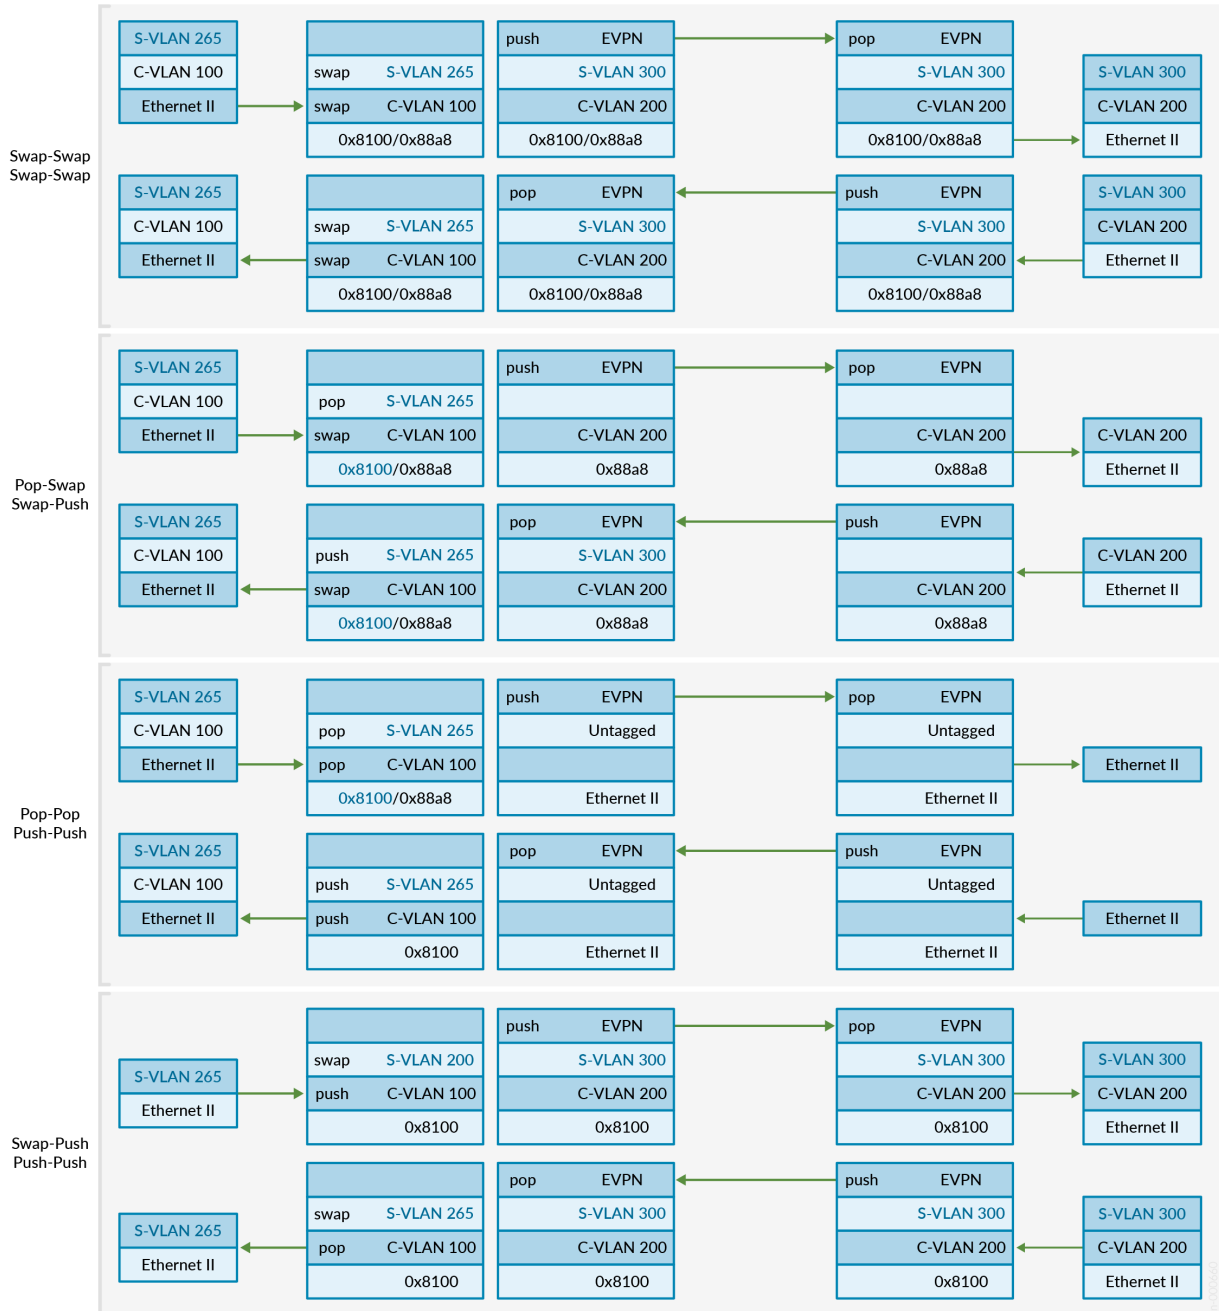 Swap-Swap
Swap-Swap
S-VLAN 265
C-VLAN 100
Ethernet II
swap S-VLAN 265
swap C-VLAN 100
0x8100/0x88a8
push EVPN
S-VLAN 300
C-VLAN 200
0x8100/0x88a8
pop EVPN
S-VLAN 300
C-VLAN 200
0x8100/0x88a8
S-VLAN 300
C-VLAN 200
Ethernet II
S-VLAN 265
C-VLAN 100
Ethernet II
swap S-VLAN 265
swap C-VLAN 100
0x8100/0x88a8
pop EVPN
S-VLAN 300
C-VLAN 200
0x8100/0x88a8
push EVPN
S-VLAN 300
C-VLAN 200
0x8100/0x88a8
S-VLAN 300
C-VLAN 200
Ethernet II
Pop-Swap
Swap-Push
S-VLAN 265
C-VLAN 100
Ethernet II
pop S-VLAN 265
swap C-VLAN 100
0x8100/0x88a8
push EVPN
C-VLAN 200
0x88a8
pop EVPN
C-VLAN 200
0x88a8
C-VLAN 200
Ethernet II
S-VLAN 265
C-VLAN 100
Ethernet II
push S-VLAN 265
swap C-VLAN 100
0x8100/0x88a8
pop EVPN
S-VLAN 300
C-VLAN 200
0x88a8
push EVPN
C-VLAN 200
0x88a8
C-VLAN 200
Ethernet II
Pop-Pop
Push-Push
S-VLAN 265
C-VLAN 100
Ethernet II
pop S-VLAN 265
pop C-VLAN 100
0x8100/0x88a8
push EVPN
Untagged
Ethernet II
pop EVPN
Untagged
Ethernet II
Ethernet II
S-VLAN 265
C-VLAN 100
Ethernet II
push S-VLAN 265
push C-VLAN 100
0x8100
pop EVPN
Untagged
Ethernet II
push EVPN
Untagged
Ethernet II
Ethernet II
Swap-Push
Push-Push
S-VLAN 265
Ethernet II
swap S-VLAN 200
push C-VLAN 100
0x8100
push EVPN
S-VLAN 300
C-VLAN 200
0x8100
pop EVPN
S-VLAN 300
C-VLAN 200
0x8100
S-VLAN 300
C-VLAN 200
Ethernet II
S-VLAN 265
Ethernet II
swap S-VLAN 265
pop C-VLAN 100
0x8100
pop EVPN
S-VLAN 300
C-VLAN 200
0x8100
push EVPN
S-VLAN 300
C-VLAN 200
0x8100
S-VLAN 300
C-VLAN 200
Ethernet II